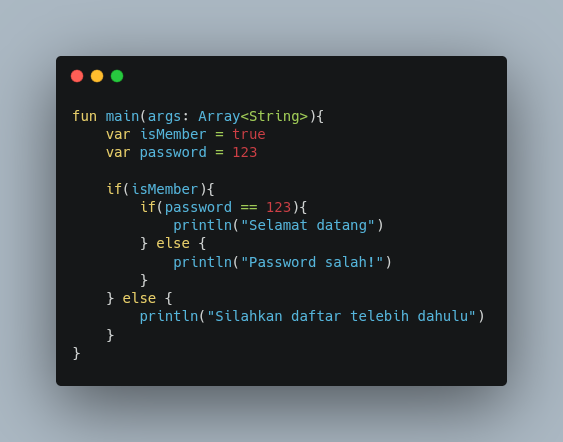 fun main(args: Array<String>){
    var isMember = true
    var password = 123

    if(isMember){
        if(password == 123){
            println("Selamat datang")
        } else {
            println("Password salah!")
        }
    } else {
        println("Silahkan daftar telebih dahulu")
    }
}